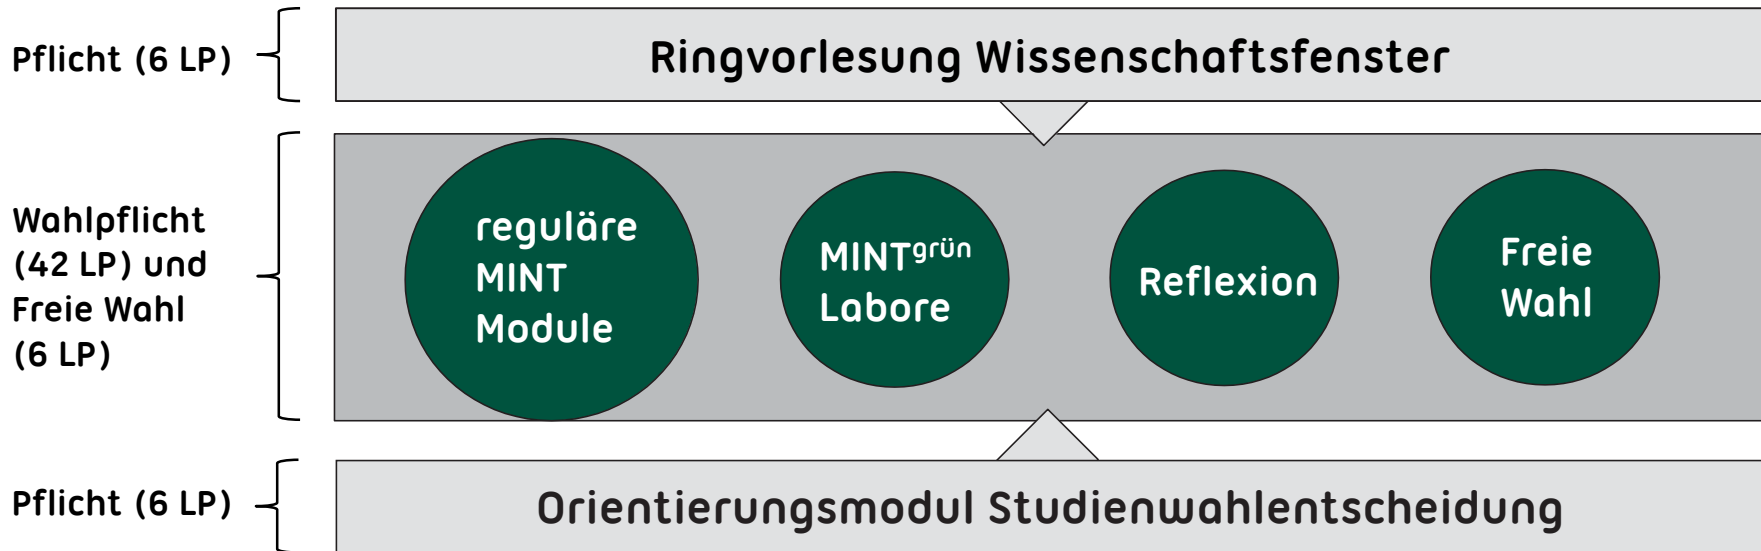 Pflicht (6 LP)
Ringvorlesung Wissenschaftsfenster
Wahlpflicht
(42 LP) und
Freie Wahl
(6 LP)
reguläre
MINT
Module
MINTgrün
Labore
Reflexion
Freie
Wahl
Pflicht (6 LP)
Orientierungsmodul Studienwahlentscheidung